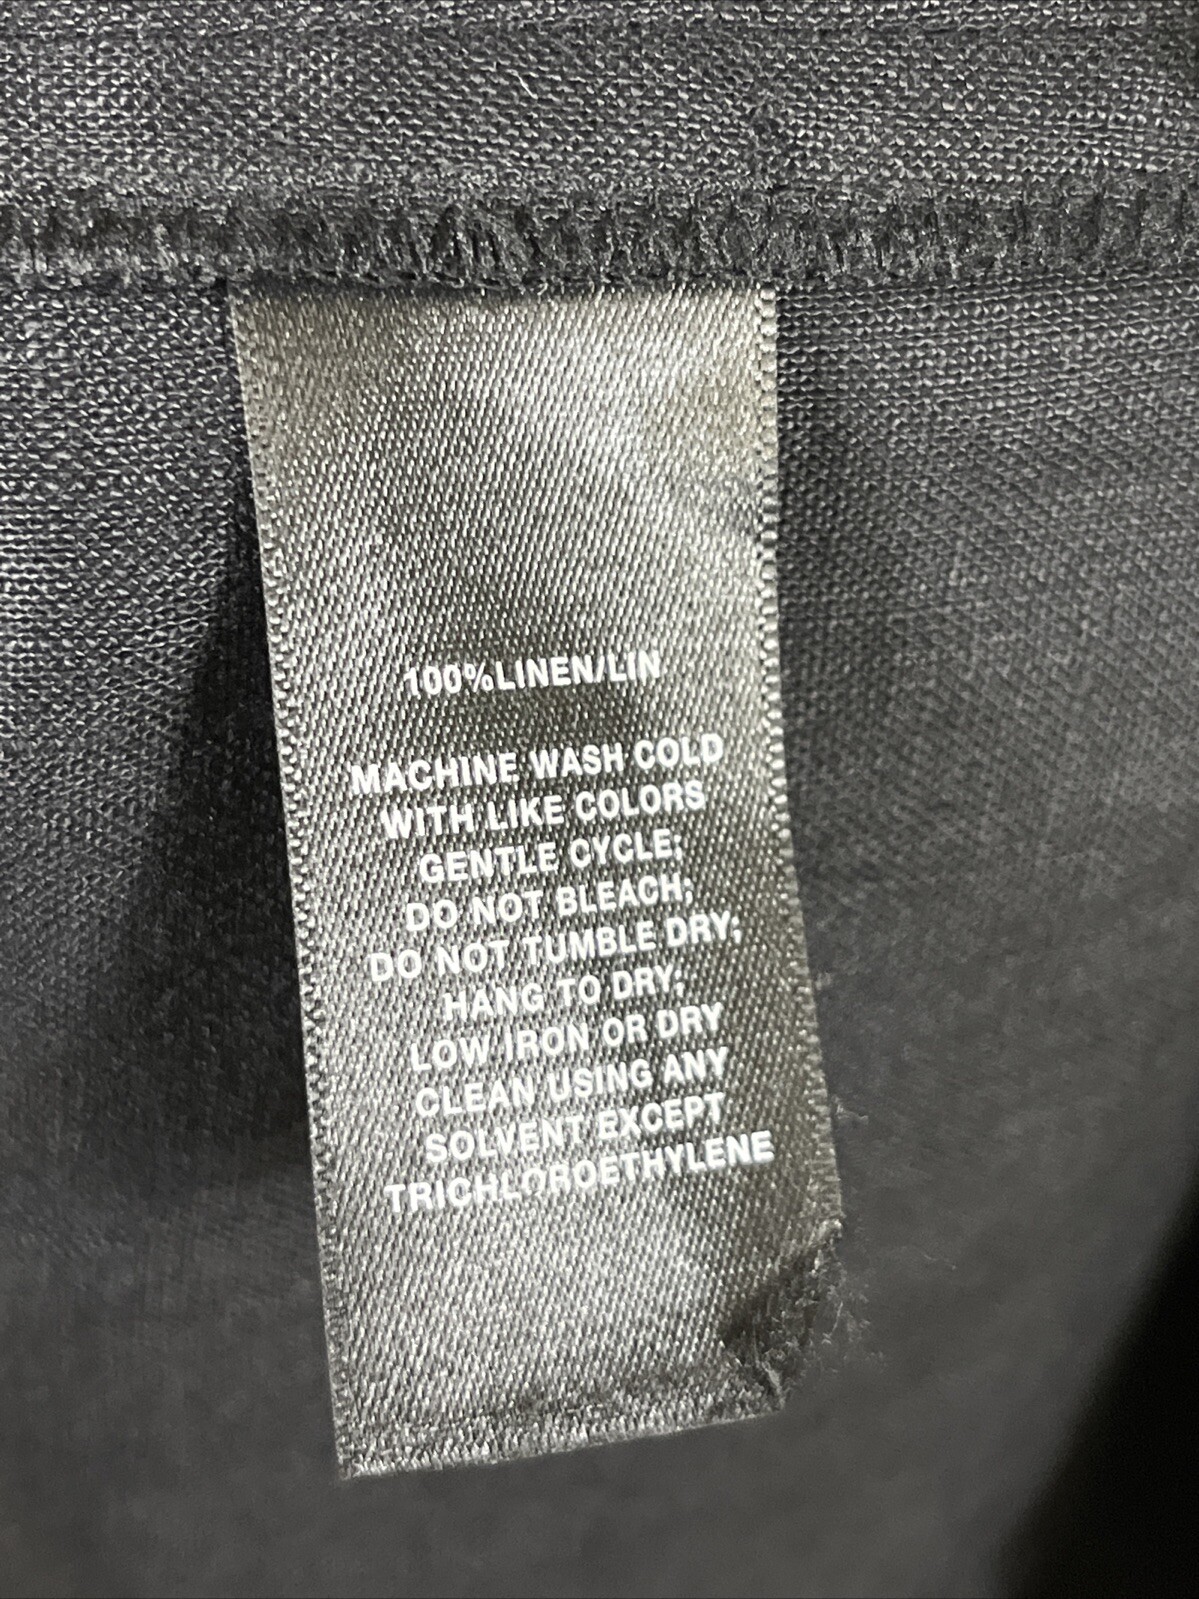 100%LINEN/LIN
MACHINE WASH COLD
WITH LIKE COLORS
GENTLE CYCLE;
DO NOT BLEACH;
DO NOT TUMBLE DRY;
HANG TO DRY;
LOW IRON OR DRY
CLEAN USING ANY
SOLVENT EXCEPT
TRICHLOROETHYLENE